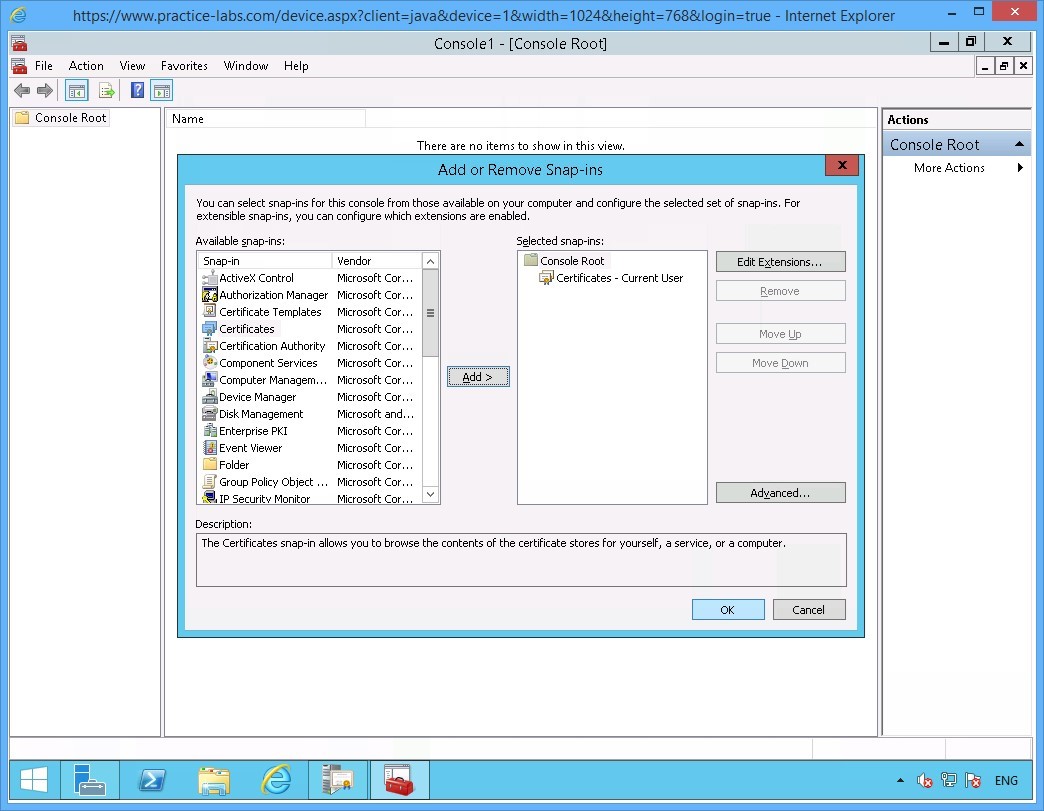 https://www.practice-labs.com/device.aspx?client=java&device=1&width=1024&height=768&login=true - Internet Explorer
Console1 - [Console Root]
File Action View Favorites Window Help
Console Root
Name
There are no items to show in this view.
Actions
Console Root
More Actions
Add or Remove Snap-ins
You can select snap-ins for this console from those available on your computer and configure the selected set of snap-ins. For
extensible snap-ins, you can configure which extensions are enabled.
Available snap-ins:
Snap-in Vendor
ActiveX Control Microsoft Cor...
Authorization Manager Microsoft Cor...
Certificate Templates Microsoft Cor...
Certificates Microsoft Cor...
Certification Authority Microsoft Cor...
Component Services Microsoft Cor...
Computer Managem... Microsoft Cor...
Device Manager Microsoft Cor...
Disk Management Microsoft and...
Enterprise PKI Microsoft Cor...
Event Viewer Microsoft Cor...
Folder Microsoft Cor...
Group Policy Object ... Microsoft Cor...
IP Security Monitor Microsoft Cor...
Add >
Selected snap-ins:
Console Root
Certificates - Current User
Edit Extensions...
Remove
Move Up
Move Down
Advanced...
Description:
The Certificates snap-in allows you to browse the contents of the certificate stores for yourself, a service, or a computer.
OK Cancel
ENG